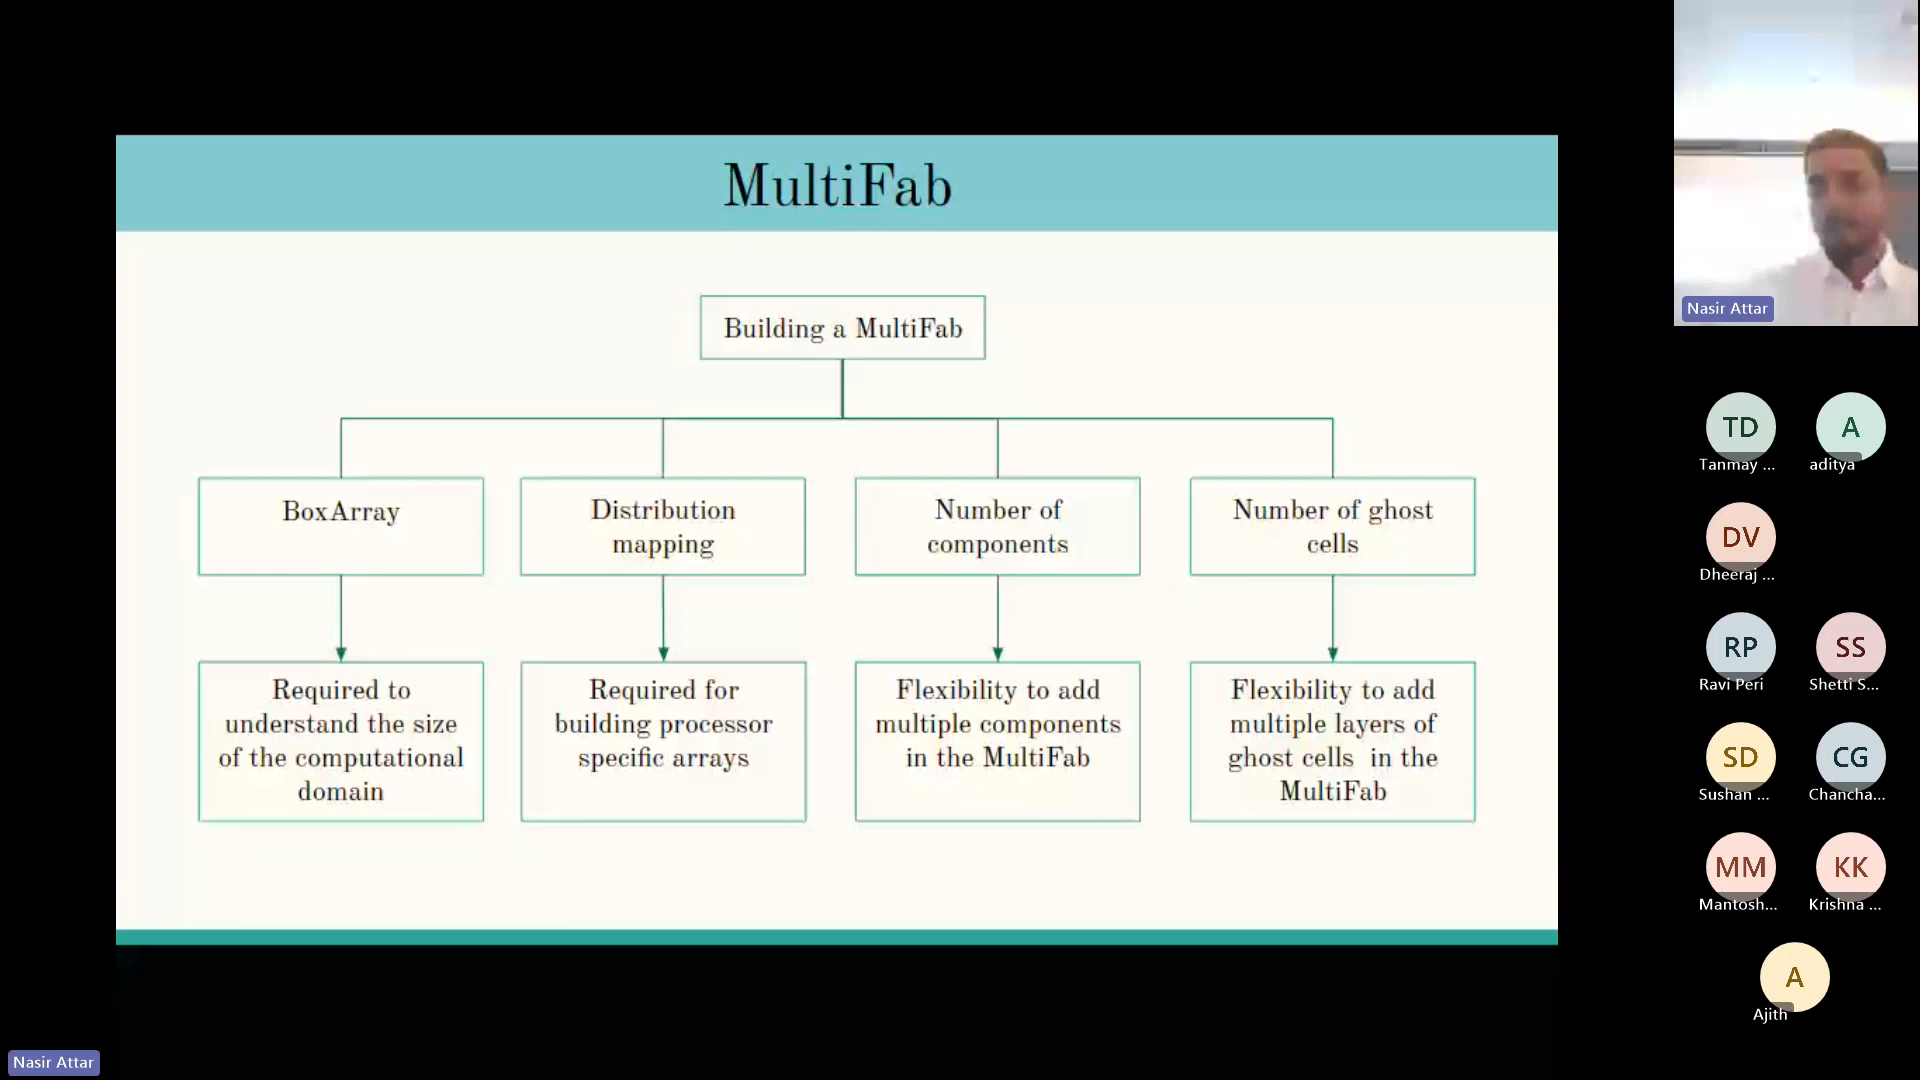 MultiFab
Building a MultiFab
BoxArray
Distribution
mapping
Number of
components
Number of ghost
cells
Required to
understand the size
of the computational
domain
Required for
building processor
specific arrays
Flexibility to add
multiple components
in the MultiFab
Flexibility to add
multiple layers of
ghost cells in the
MultiFab
Nasir Attar
TD
Tanmay ...
A
aditya
DV
Dheeraj ...
RP
Ravi Peri
SS
Shetti S...
SD
Sushan ...
CG
Chancha...
MM
Mantosh...
KK
Krishna ...
A
Ajith
Nasir Attar